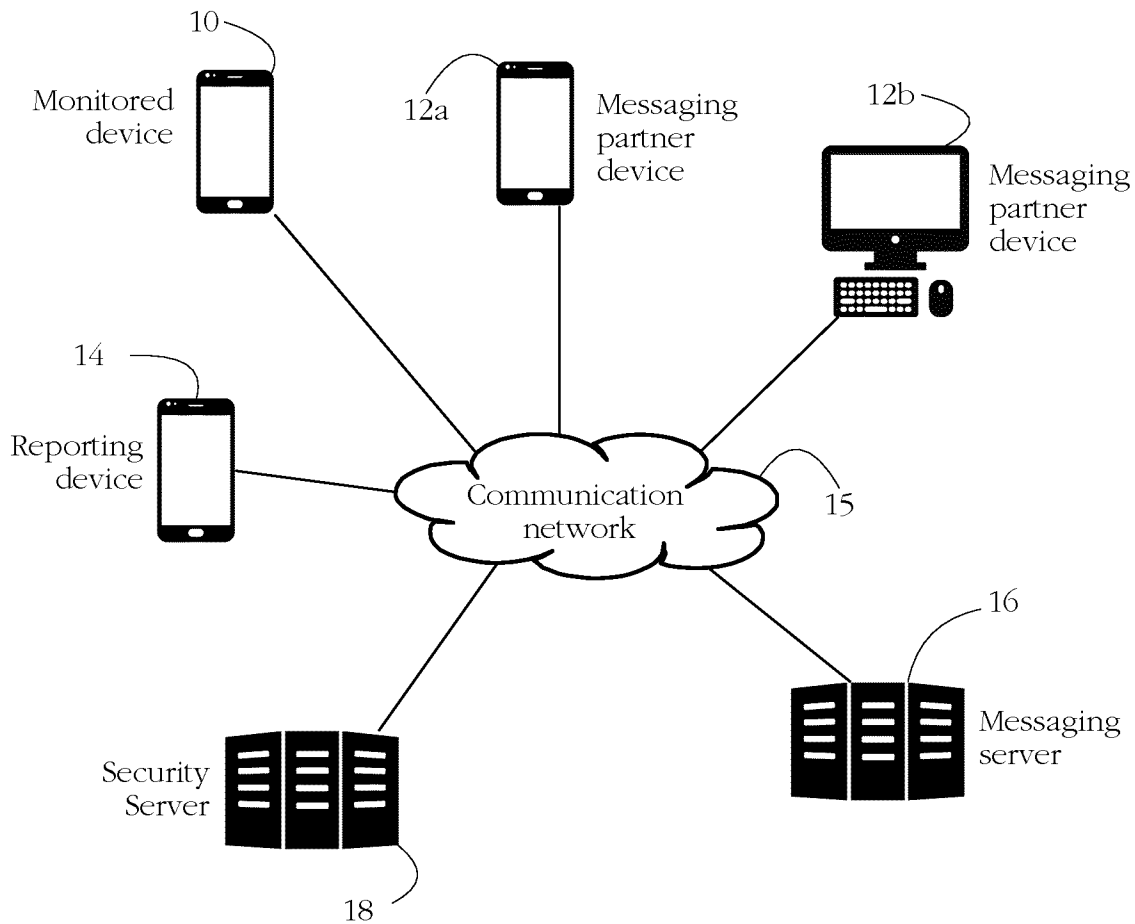 10
Monitored
device
12a
Messaging
partner
device
12b
Messaging
partner
device
14
Reporting
device
Communication
network
15
16
Messaging
server
Security
Server
18